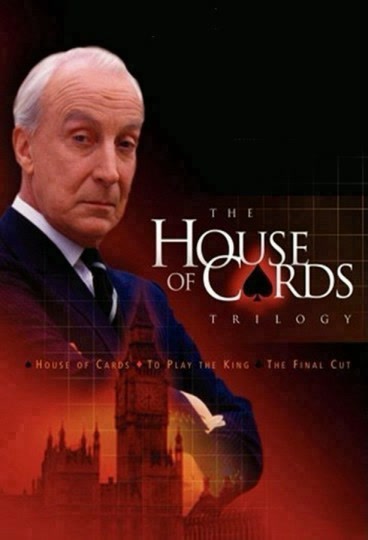 THE
HOUSE
OF CARDS
TRILOGY
HOUSE OF CARDS ♦ TO PLAY THE KING ♠ THE FINAL CUT